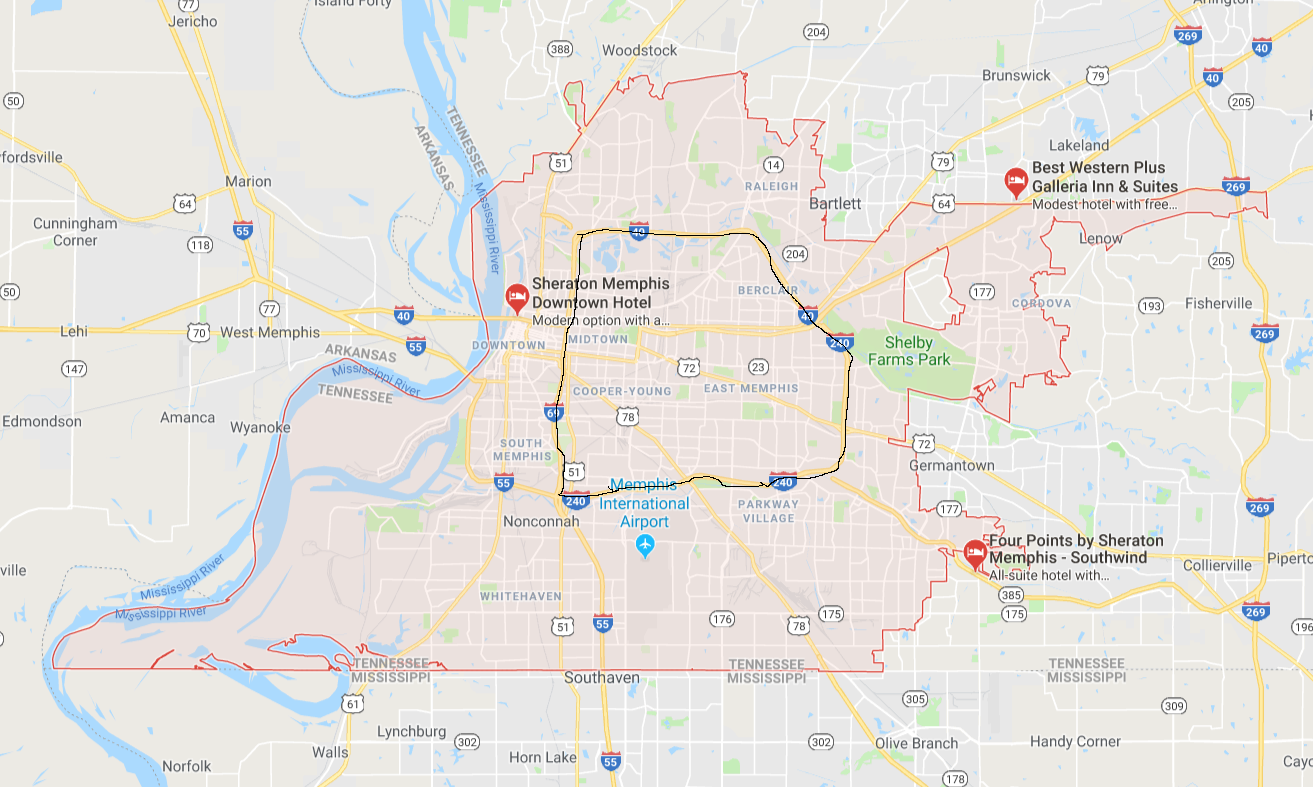 77
Jericho
Island Forty
388
Woodstock
204
Arlington
269
40
Brunswick
79
40
205
50
TENNESSEE
ARKANSAS
Lakeland
fordsville
51
14
79
Best Western Plus
Galleria Inn & Suites
Modest hotel with free...
Marion
RALEIGH
269
64
Bartlett
64
Mississippi River
Cunningham
Corner
55
118
40
204
Lenow
205
50
Sheraton Memphis
Downtown Hotel
Modern option with a...
BERCLAIR
177
CORDOVA
193
Fisherville
77
40
40
Lehi
70
West Memphis
55
DOWNTOWN
MIDTOWN
240
Shelby
Farms Park
269
ARKANSAS
TENNESSEE
Mississippi River
147
72
23
COOPER-YOUNG
EAST MEMPHIS
Edmondson
Amanca
Wyanoke
69
78
72
Germantown
SOUTH
MEMPHIS
51
55
240
Memphis
International
Airport
240
PARKWAY
VILLAGE
177
269
Nonconnah
Four Points by Sheraton
Memphis - Southwind
All-suite hotel with...
Collierville
Piperto
ville
Mississippi River
Mississippi River
WHITEHAVEN
385
175
269
51
55
176
78
175
196
TENNESSEE
MISSISSIPPI
TENNESSEE
MISSISSIPPI
TENNESSEE
MISSISSIPPI
Southaven
61
305
309
Lynchburg
302
302
Walls
Horn Lake
55
Olive Branch
Handy Corner
Norfolk
178
Cayc